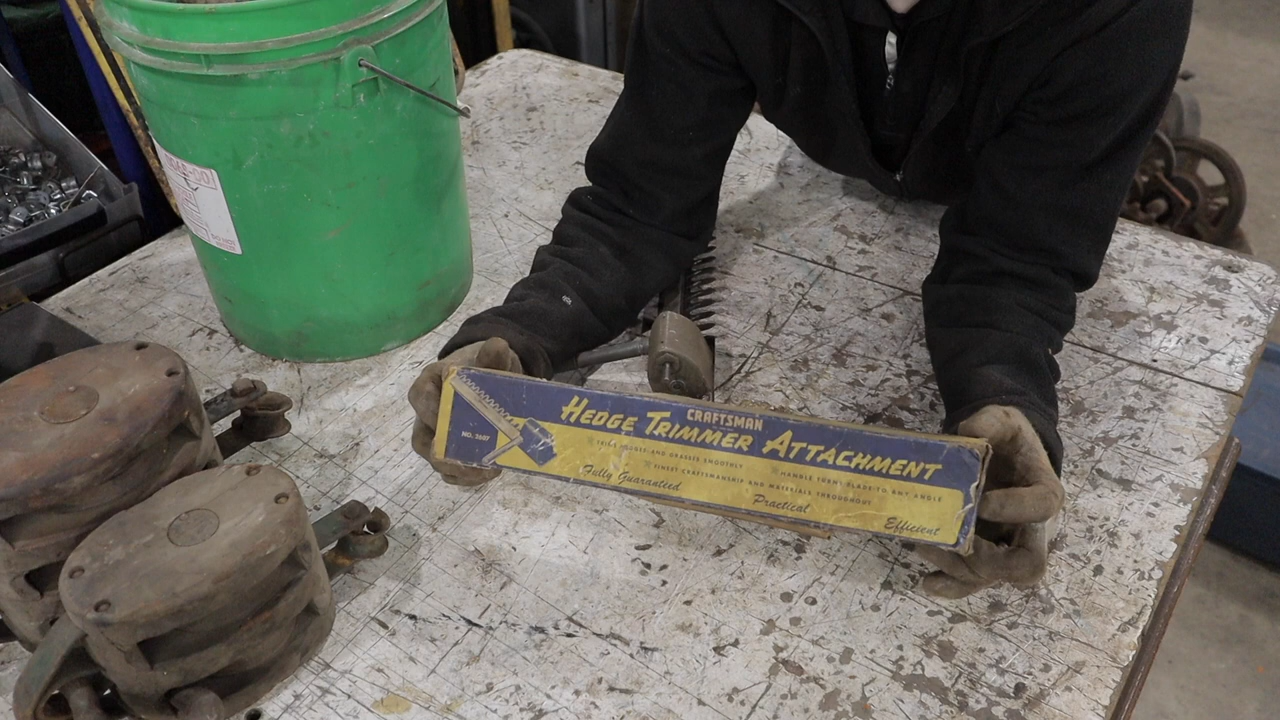 CRAFTSMAN
HEDGE TRIMMER ATTACHMENT
NO. 2607
TRIMS HEDGES AND GRASSES SMOOTHLY
HANDLE TURNS BLADE TO ANY ANGLE
FINEST CRAFTSMANSHIP AND MATERIALS THROUGHOUT
Fully Guaranteed
Practical
Efficient